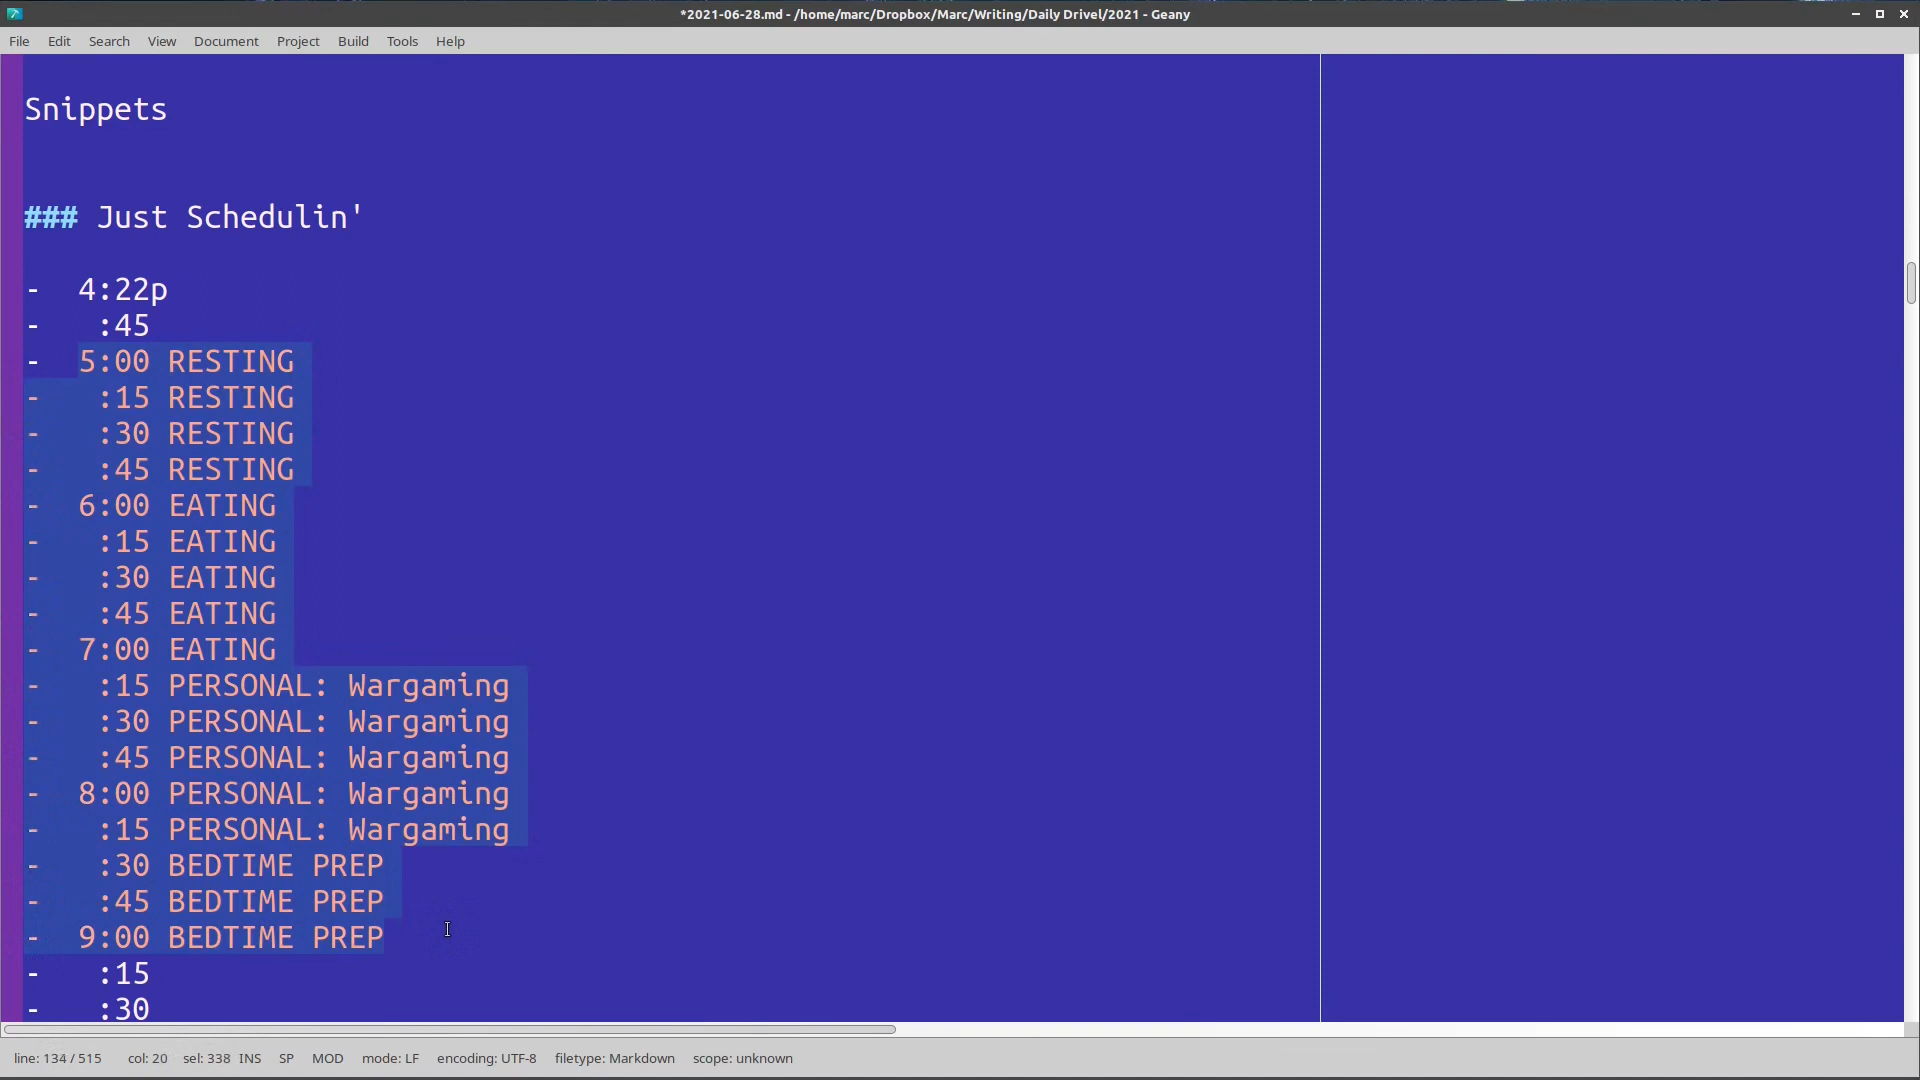 *2021-06-28.md - /home/marc/Dropbox/Marc/Writing/Daily Drivel/2021 - Geany
File Edit Search View Document Project Build Tools Help
Snippets
### Just Schedulin'
-  4:22p
-   :45
-  5:00 RESTING
-   :15 RESTING
-   :30 RESTING
-   :45 RESTING
-  6:00 EATING
-   :15 EATING
-   :30 EATING
-   :45 EATING
-  7:00 EATING
-   :15 PERSONAL: Wargaming
-   :30 PERSONAL: Wargaming
-   :45 PERSONAL: Wargaming
-  8:00 PERSONAL: Wargaming
-   :15 PERSONAL: Wargaming
-   :30 BEDTIME PREP
-   :45 BEDTIME PREP
-  9:00 BEDTIME PREP
-   :15
-   :30
line: 134 / 515 col: 20 sel: 338 INS SP MOD mode: LF encoding: UTF-8 filetype: Markdown scope: unknown